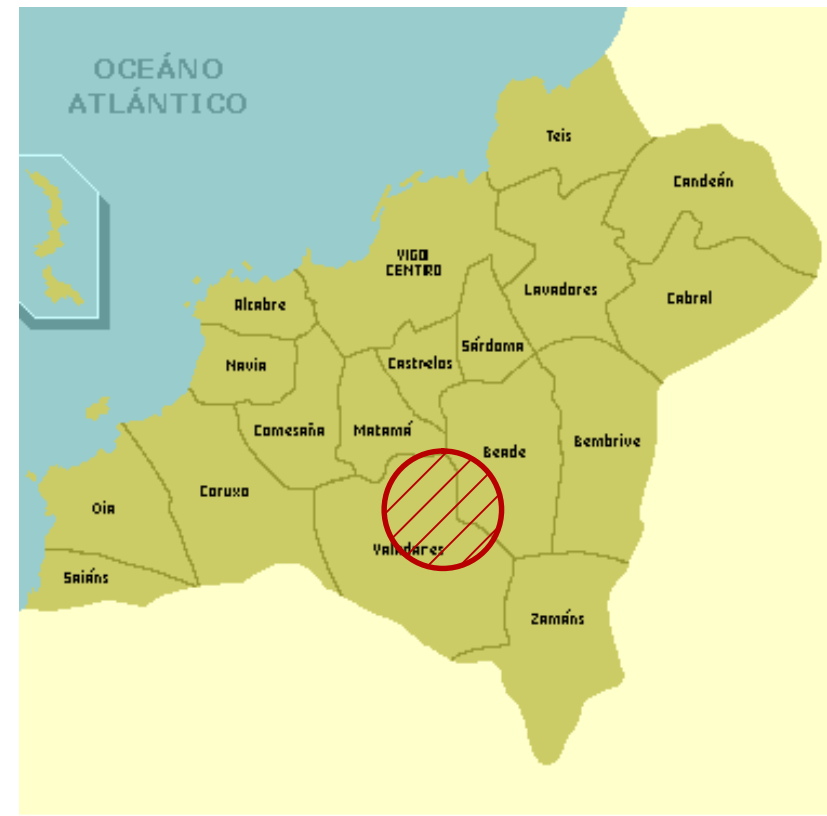 OCEÁNO
ATLÁNTICO
Teis
Candeán
VIGO
CENTRO
Lavadores
Cabral
Alcabre
Sárdoma
Navia
Castrelos
Comesaña
Matamá
Beade
Bembrive
Coruxo
Oia
Valadares
Saiáns
Zamáns